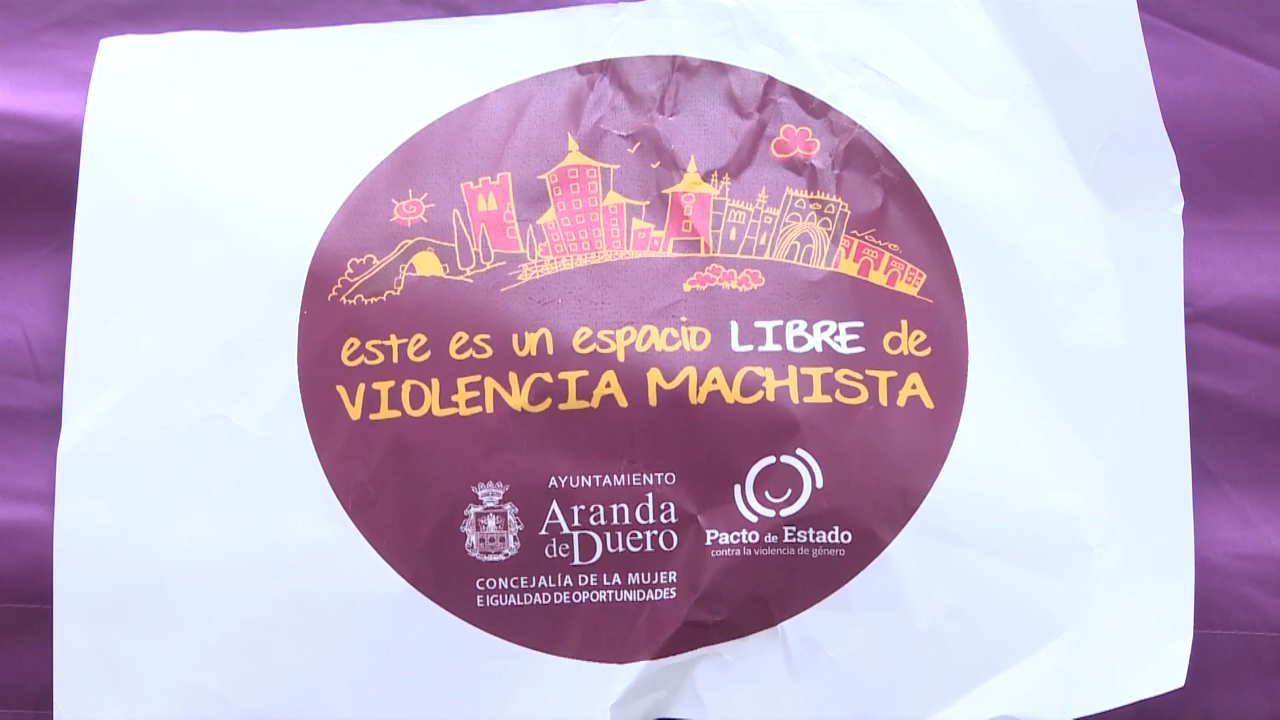 este es un espacio LIBRE de
VIOLENCIA MACHISTA
AYUNTAMIENTO
Aranda
de Duero
CONCEJALÍA DE LA MUJER
E IGUALDAD DE OPORTUNIDADES
Pacto de Estado
contra la violencia de género